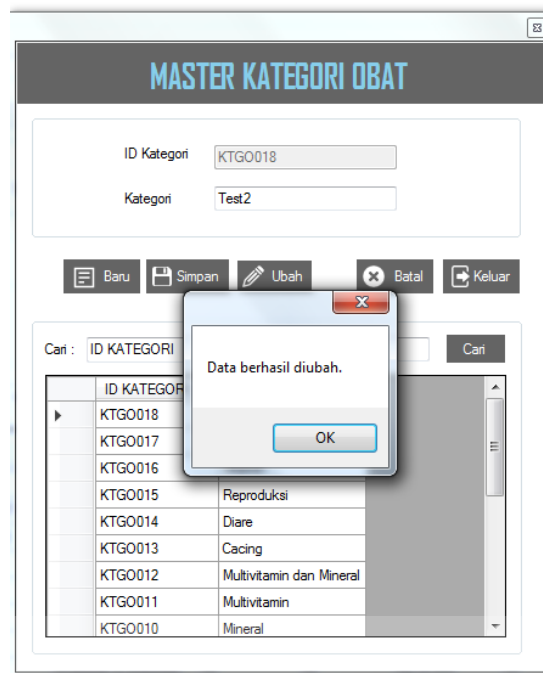 MASTER KATEGORI OBAT
ID Kategori KTGO018
Kategori Test2
Baru Simpan Ubah Batal Keluar
Cari : ID KATEGORI Cari
Data berhasil diubah.
OK
ID KATEGOR
KTGO018
KTGO017
KTGO016
KTGO015 Reproduksi
KTGO014 Diare
KTGO013 Cacing
KTGO012 Multivitamin dan Mineral
KTGO011 Multivitamin
KTGO010 Mineral